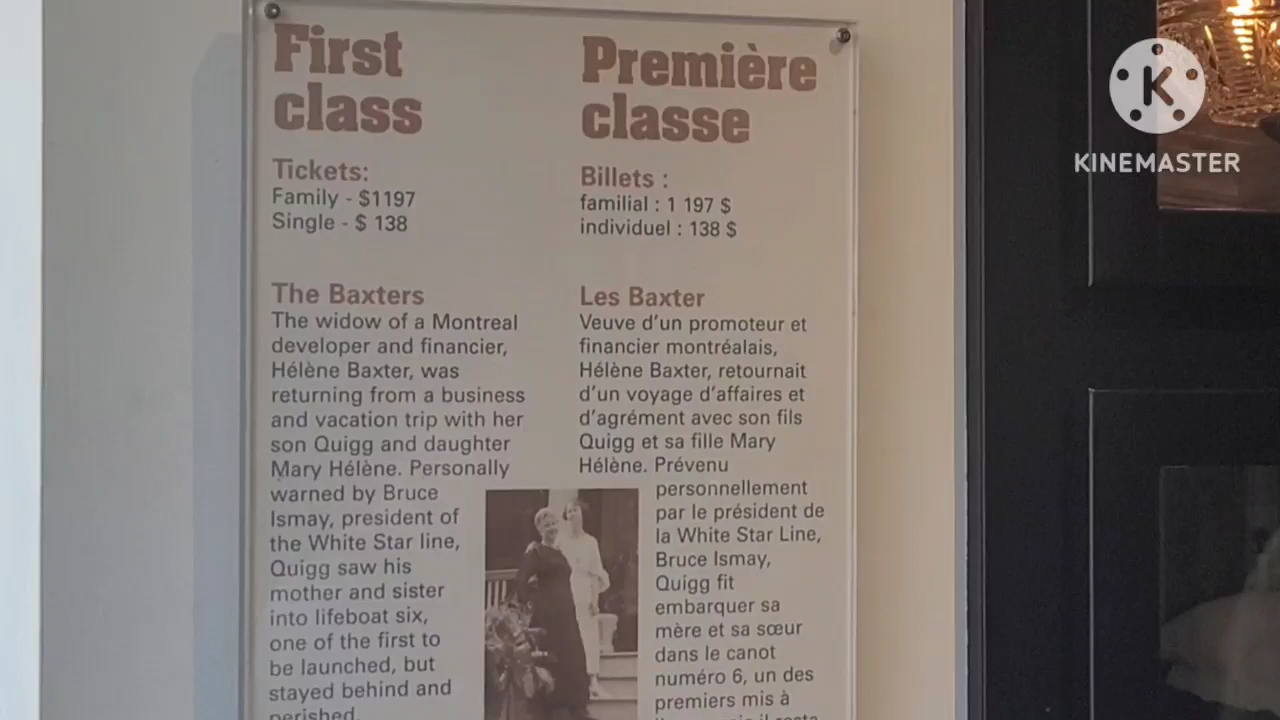 First
class
Tickets:
Family - $1197
Single - $ 138
The Baxters
The widow of a Montreal
developer and financier,
Hélène Baxter, was
returning from a business
and vacation trip with her
son Quigg and daughter
Mary Hélène. Personally
warned by Bruce
Ismay, president of
the White Star line,
Quigg saw his
mother and sister
into lifeboat six,
one of the first to
be launched, but
stayed behind and
perished.
Première
classe
Billets :
familial : 1 197 $
individuel : 138 $
Les Baxter
Veuve d'un promoteur et
financier montréalais,
Hélène Baxter, retournait
d'un voyage d'affaires et
d'agrément avec son fils
Quigg et sa fille Mary
Hélène. Prévenu
personnellement
par le président de
la White Star Line,
Bruce Ismay,
Quigg fit
embarquer sa
mère et sa sœur
dans le canot
numéro 6, un des
premiers mis à
K
KINEMASTER